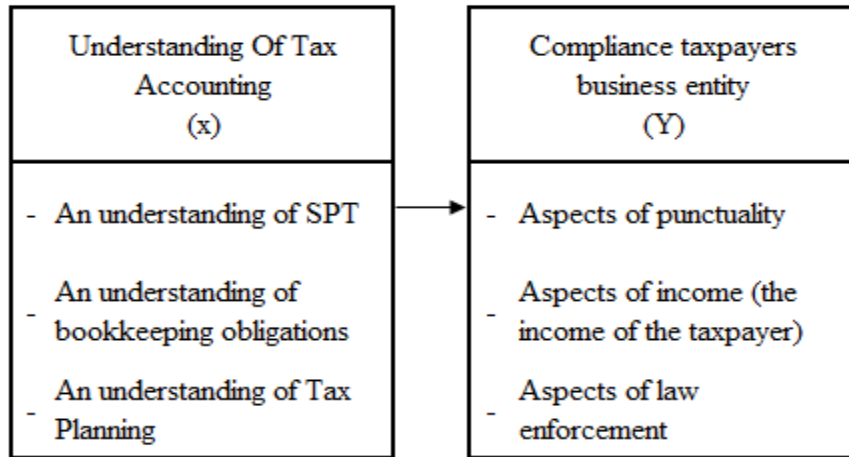 Understanding Of Tax
Accounting
(x)
- An understanding of SPT
- An understanding of
bookkeeping obligations
- An understanding of Tax
Planning
Compliance taxpayers
business entity
(Y)
- Aspects of punctuality
- Aspects of income (the
income of the taxpayer)
- Aspects of law
enforcement